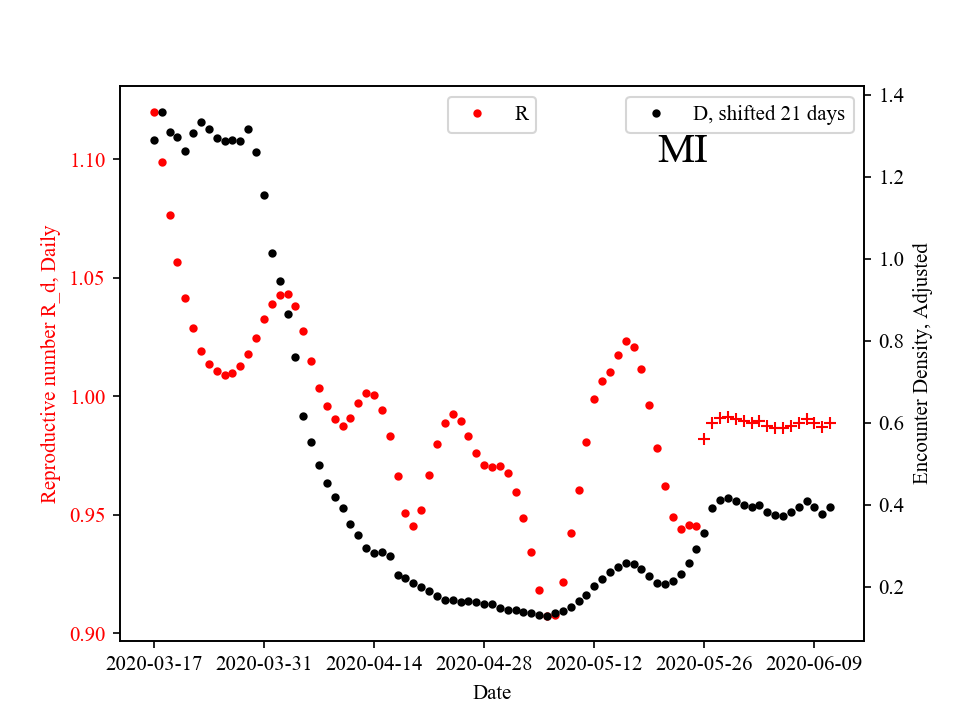 R
D, shifted 21 days
MI
1.10
1.05
1.00
0.95
0.90
Reproductive number R_d, Daily
1.4
1.2
1.0
0.8
0.6
0.4
0.2
Encounter Density, Adjusted
2020-03-17 2020-03-31 2020-04-14 2020-04-28 2020-05-12 2020-05-26 2020-06-09
Date